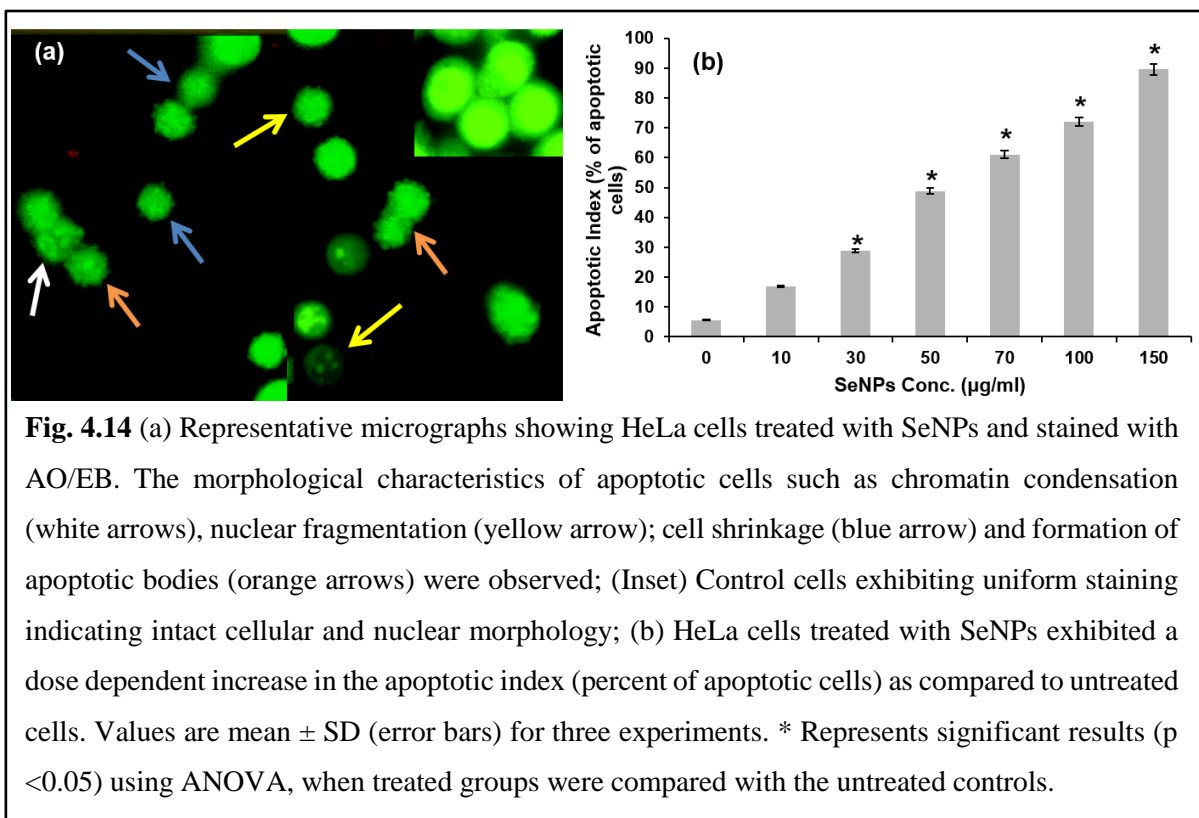 (a)
(b)
Apoptotic Index (% of apoptotic
cells)
100
90
80
70
60
50
40
30
20
10
0
* * * * *
0 10 30 50 70 100 150
SeNPs Conc. (µg/ml)
Fig. 4.14 (a) Representative micrographs showing HeLa cells treated with SeNPs and stained with
AO/EB. The morphological characteristics of apoptotic cells such as chromatin condensation
(white arrows), nuclear fragmentation (yellow arrow); cell shrinkage (blue arrow) and formation of
apoptotic bodies (orange arrows) were observed; (Inset) Control cells exhibiting uniform staining
indicating intact cellular and nuclear morphology; (b) HeLa cells treated with SeNPs exhibited a
dose dependent increase in the apoptotic index (percent of apoptotic cells) as compared to untreated
cells. Values are mean ± SD (error bars) for three experiments. * Represents significant results (p
<0.05) using ANOVA, when treated groups were compared with the untreated controls.